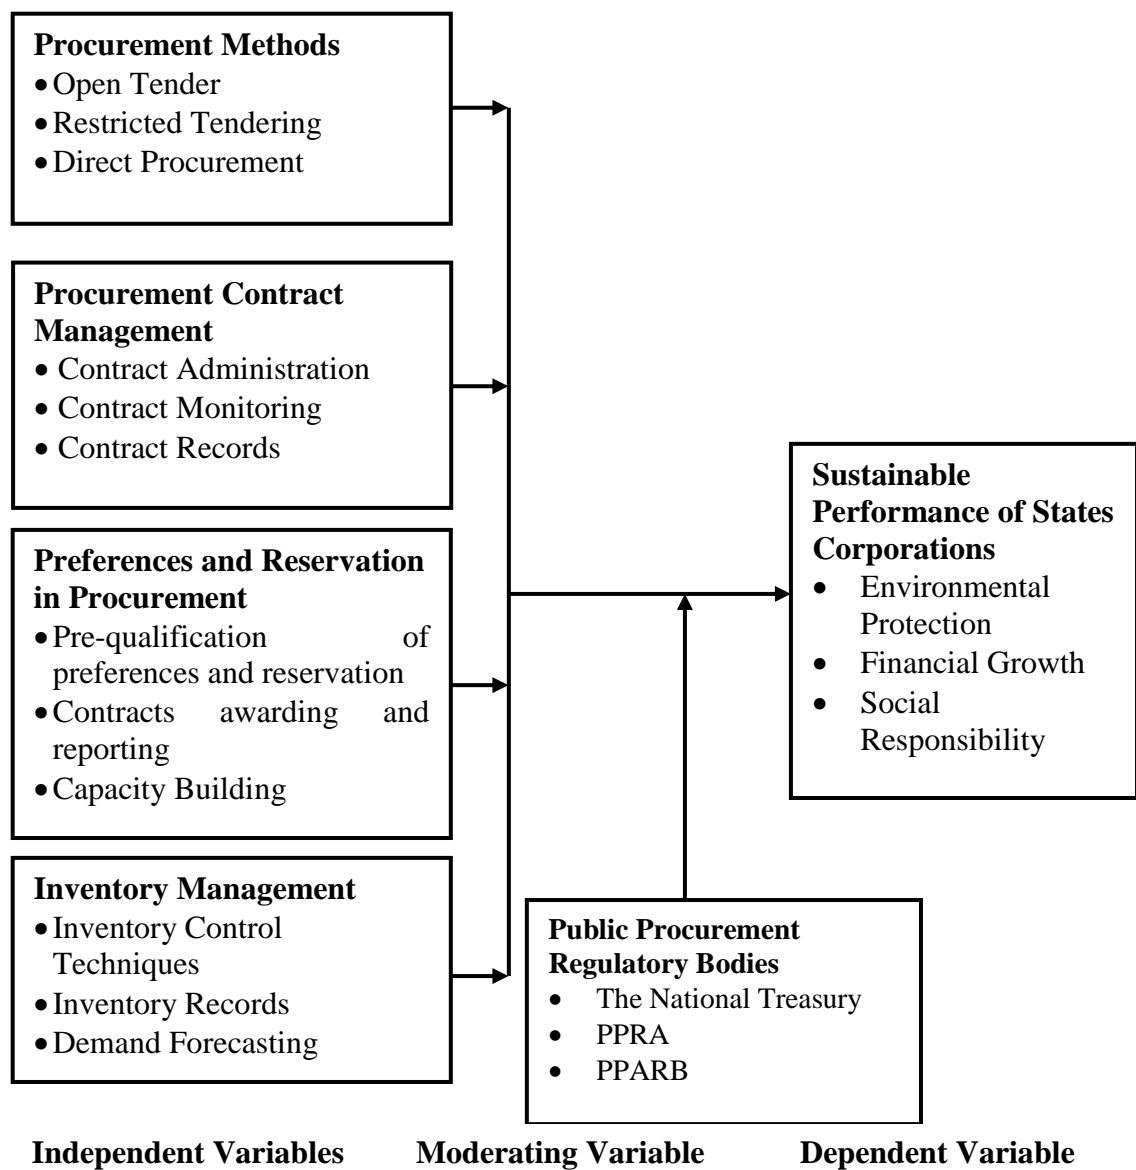 Procurement Methods
• Open Tender
• Restricted Tendering
• Direct Procurement
Procurement Contract
Management
• Contract Administration
• Contract Monitoring
• Contract Records
Preferences and Reservation
in Procurement
• Pre-qualification of
preferences and reservation
• Contracts awarding and
reporting
• Capacity Building
Inventory Management
• Inventory Control
Techniques
• Inventory Records
• Demand Forecasting
Public Procurement
Regulatory Bodies
• The National Treasury
• PPRA
• PPARB
Sustainable
Performance of States
Corporations
• Environmental
Protection
• Financial Growth
• Social
Responsibility
Independent Variables Moderating Variable Dependent Variable